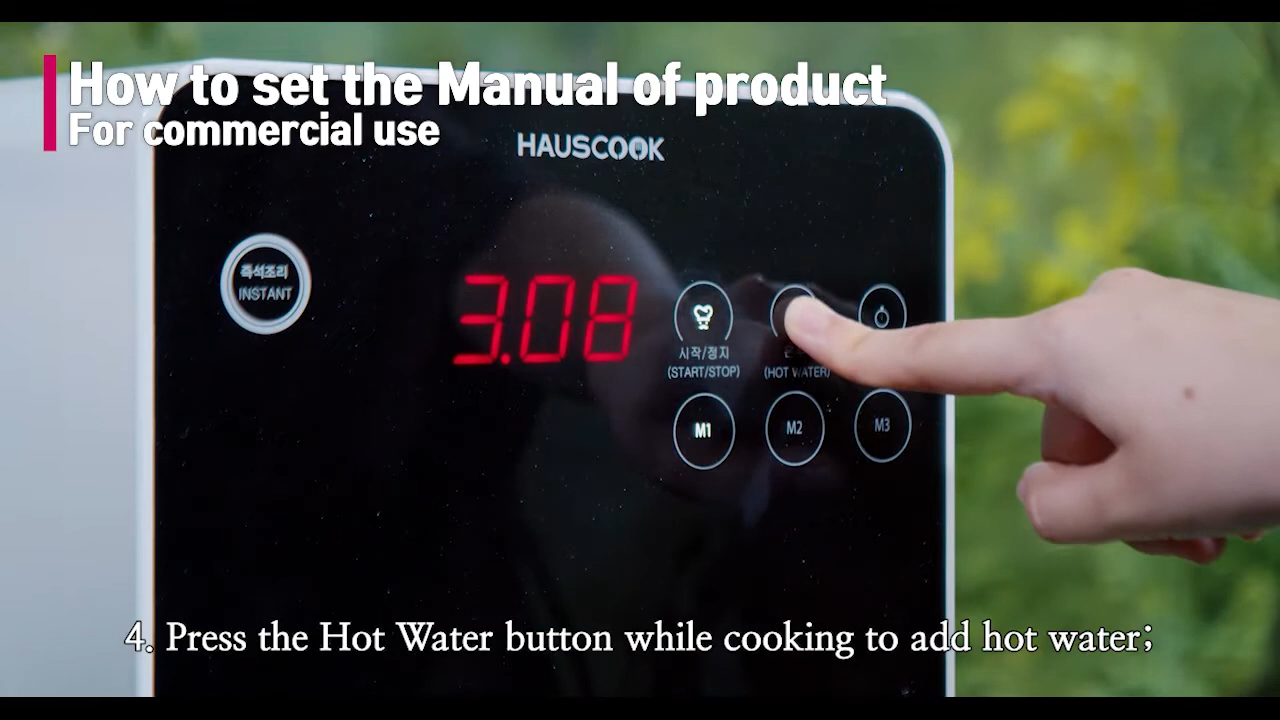 How to set the Manual of product
For commercial use
HAUSCOOK
즉석조리
INSTANT
3.08
시작/정지
(START/STOP)
(HOT WATER)
M1
M2
M3
4. Press the Hot Water button while cooking to add hot water;